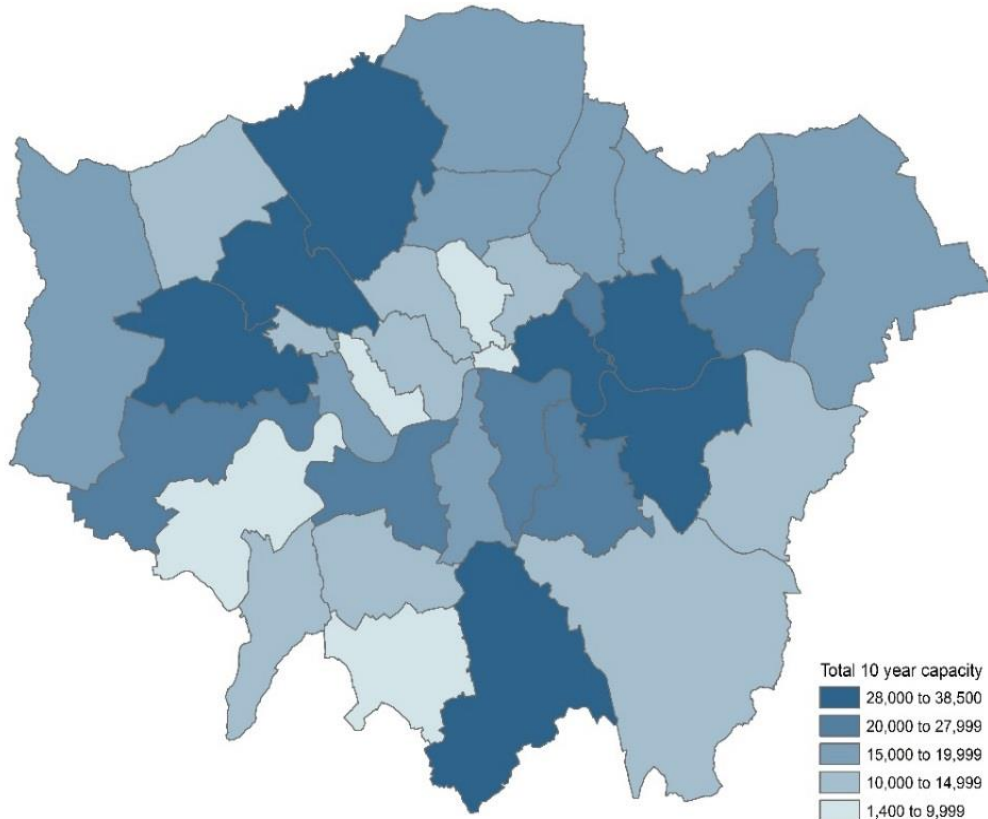 Total 10 year capacity
28,000 to 38,500
20,000 to 27,999
15,000 to 19,999
10,000 to 14,999
1,400 to 9,999